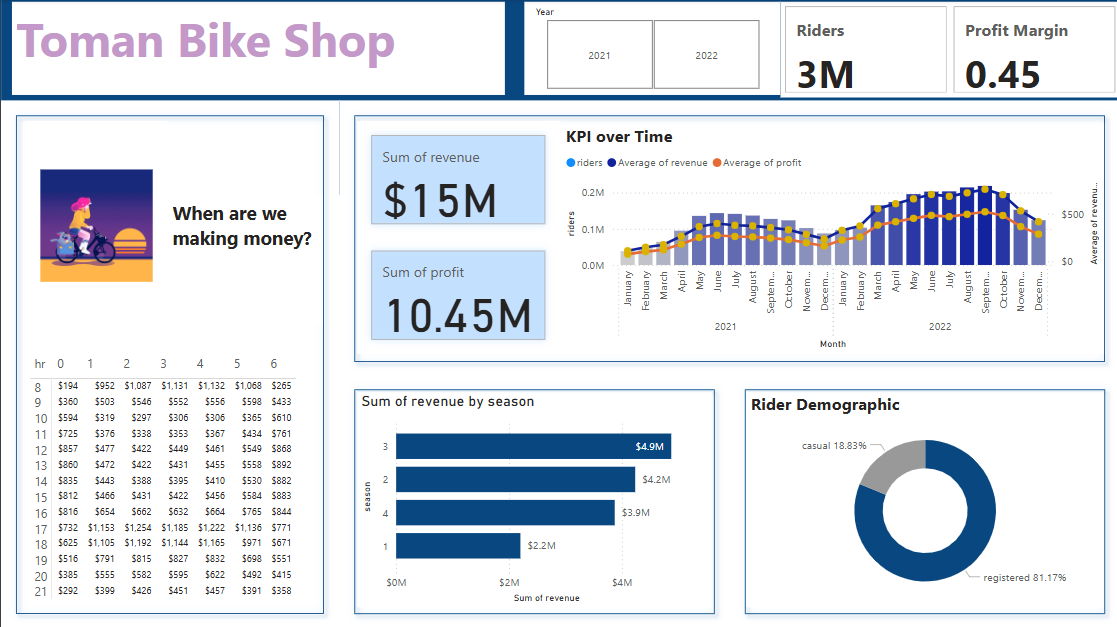 Toman Bike Shop
Year
2021
2022
Riders
3M
Profit Margin
0.45
When are we
making money?
hr 0 1 2 3 4 5 6
8 $194 $952 $1,087 $1,131 $1,132 $1,068 $265
9 $360 $503 $546 $552 $556 $598 $433
10 $594 $319 $297 $306 $306 $365 $610
11 $725 $376 $338 $353 $367 $434 $761
12 $857 $477 $422 $449 $461 $549 $868
13 $860 $472 $422 $431 $455 $558 $892
14 $835 $443 $388 $395 $410 $530 $882
15 $812 $466 $431 $422 $456 $584 $883
16 $816 $654 $662 $632 $664 $765 $844
17 $732 $1,153 $1,254 $1,185 $1,222 $1,136 $771
18 $625 $1,105 $1,192 $1,144 $1,165 $971 $671
19 $516 $791 $815 $827 $832 $698 $551
20 $385 $555 $582 $595 $622 $492 $415
21 $292 $399 $426 $451 $457 $391 $358
Sum of revenue
$15M
Sum of profit
10.45M
KPI over Time
riders Average of revenue Average of profit
riders
0.2M
0.1M
0.0M
$500
$0
Average of revenu...
January February March April May June July August Septem... October Novem... Decem... January February March April May June July August Septem... October Novem... Decem...
2021 2022
Month
Sum of revenue by season
season
3 $4.9M
2 $4.2M
4 $3.9M
1 $2.2M
$0M $2M $4M
Sum of revenue
Rider Demographic
casual 18.83%
registered 81.17%